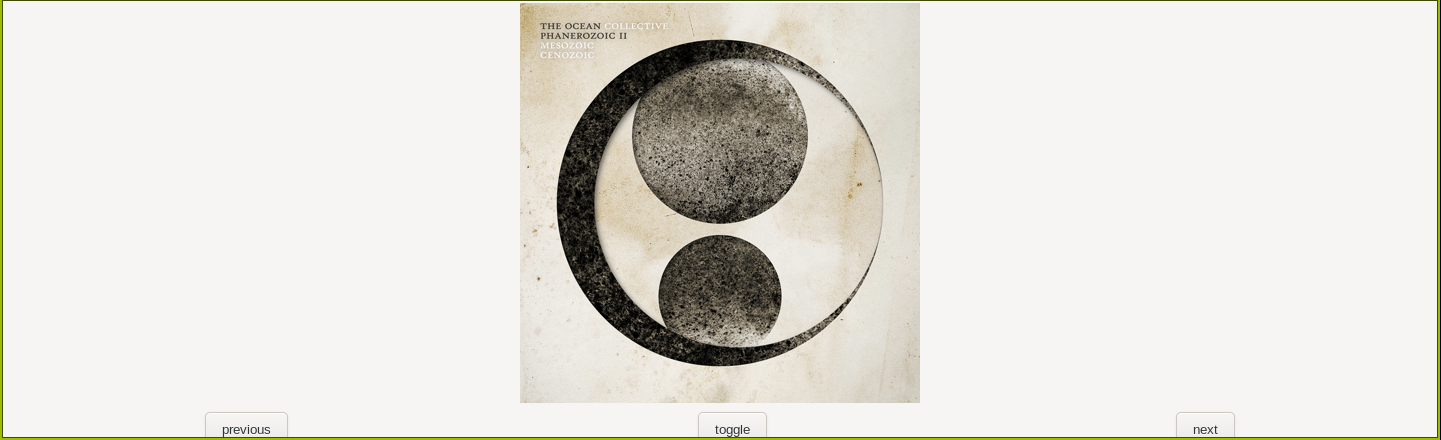 THE OCEAN COLLECTIVE
PHANEROZOIC II
MESOZOIC
CENOZOIC
previous
toggle
next